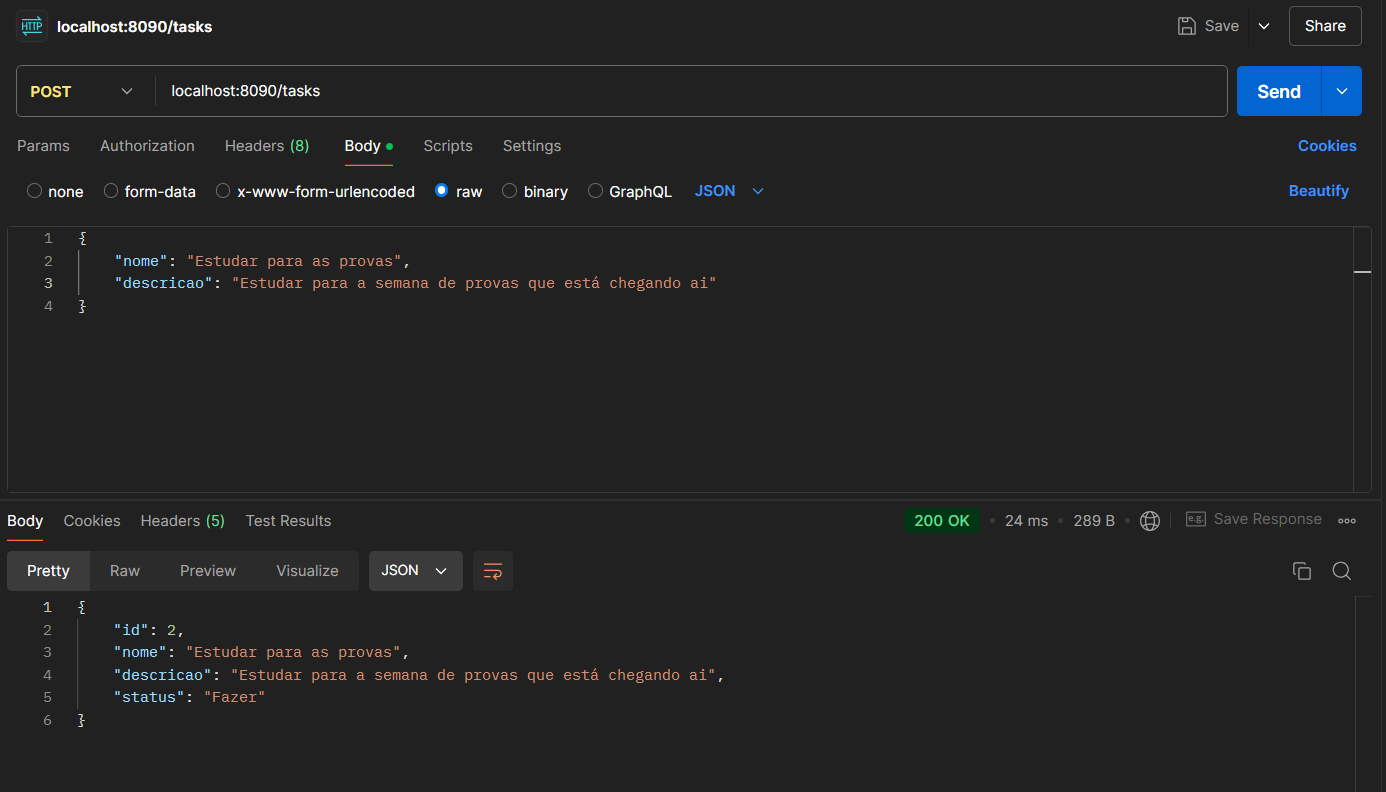 HTTP localhost:8090/tasks Save Share
POST localhost:8090/tasks Send
Params Authorization Headers (8) Body Scripts Settings Cookies
none form-data x-www-form-urlencoded raw binary GraphQL JSON Beautify
1 {
2 "nome": "Estudar para as provas",
3 "descricao": "Estudar para a semana de provas que está chegando ai"
4 }
Body Cookies Headers (5) Test Results 200 OK • 24 ms • 289 B • e.g. Save Response
Pretty Raw Preview Visualize JSON
1 {
2 "id": 2,
3 "nome": "Estudar para as provas",
4 "descricao": "Estudar para a semana de provas que está chegando ai",
5 "status": "Fazer"
6 }